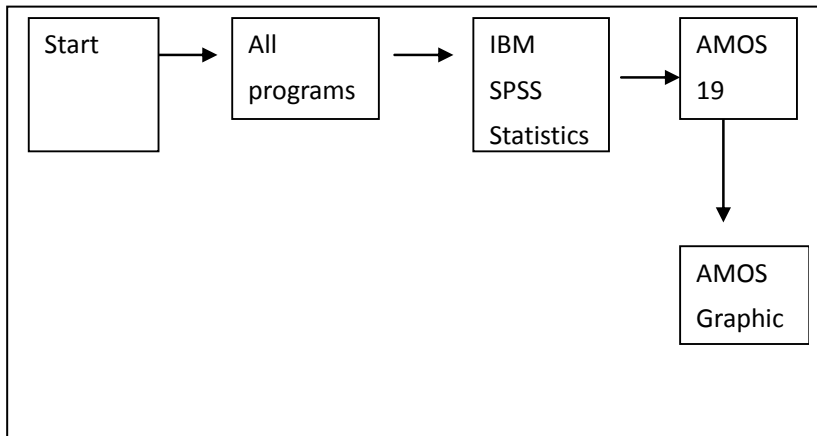 Start
All
programs
IBM
SPSS
Statistics
AMOS
19
AMOS
Graphic